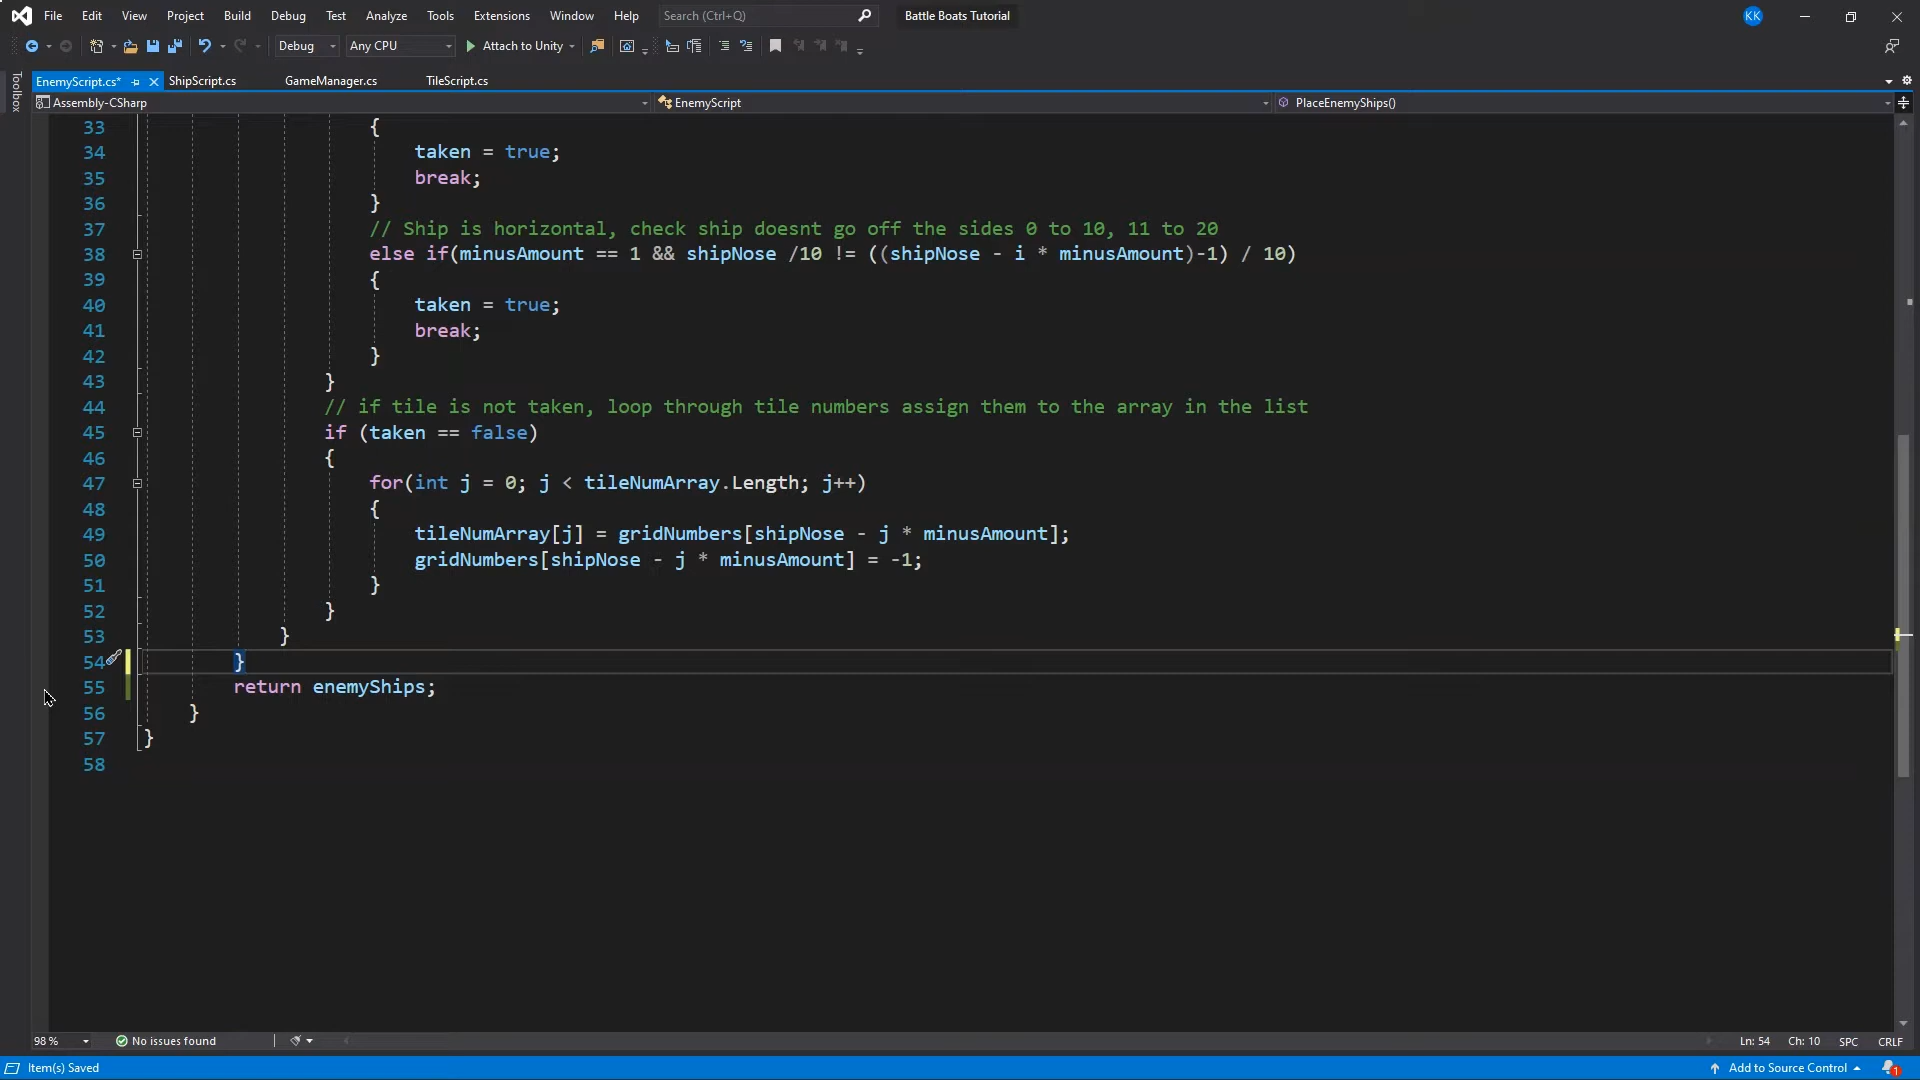 File Edit View Project Build Debug Test Analyze Tools Extensions Window Help Search (Ctrl+Q) Battle Boats Tutorial KK
Debug Any CPU Attach to Unity
Toolbox
EnemyScript.cs* ShipScript.cs GameManager.cs TileScript.cs
Assembly-CSharp EnemyScript PlaceEnemyShips()
33 {
34 taken = true;
35 break;
36 }
37 // Ship is horizontal, check ship doesnt go off the sides 0 to 10, 11 to 20
38 else if(minusAmount == 1 && shipNose /10 != ((shipNose - i * minusAmount)-1) / 10)
39 {
40 taken = true;
41 break;
42 }
43 }
44 // if tile is not taken, loop through tile numbers assign them to the array in the list
45 if (taken == false)
46 {
47 for(int j = 0; j < tileNumArray.Length; j++)
48 {
49 tileNumArray[j] = gridNumbers[shipNose - j * minusAmount];
50 gridNumbers[shipNose - j * minusAmount] = -1;
51 }
52 }
53 }
54 }
55 return enemyShips;
56 }
57 }
58
98 % No issues found Ln: 54 Ch: 10 SPC CRLF
Item(s) Saved Add to Source Control 1